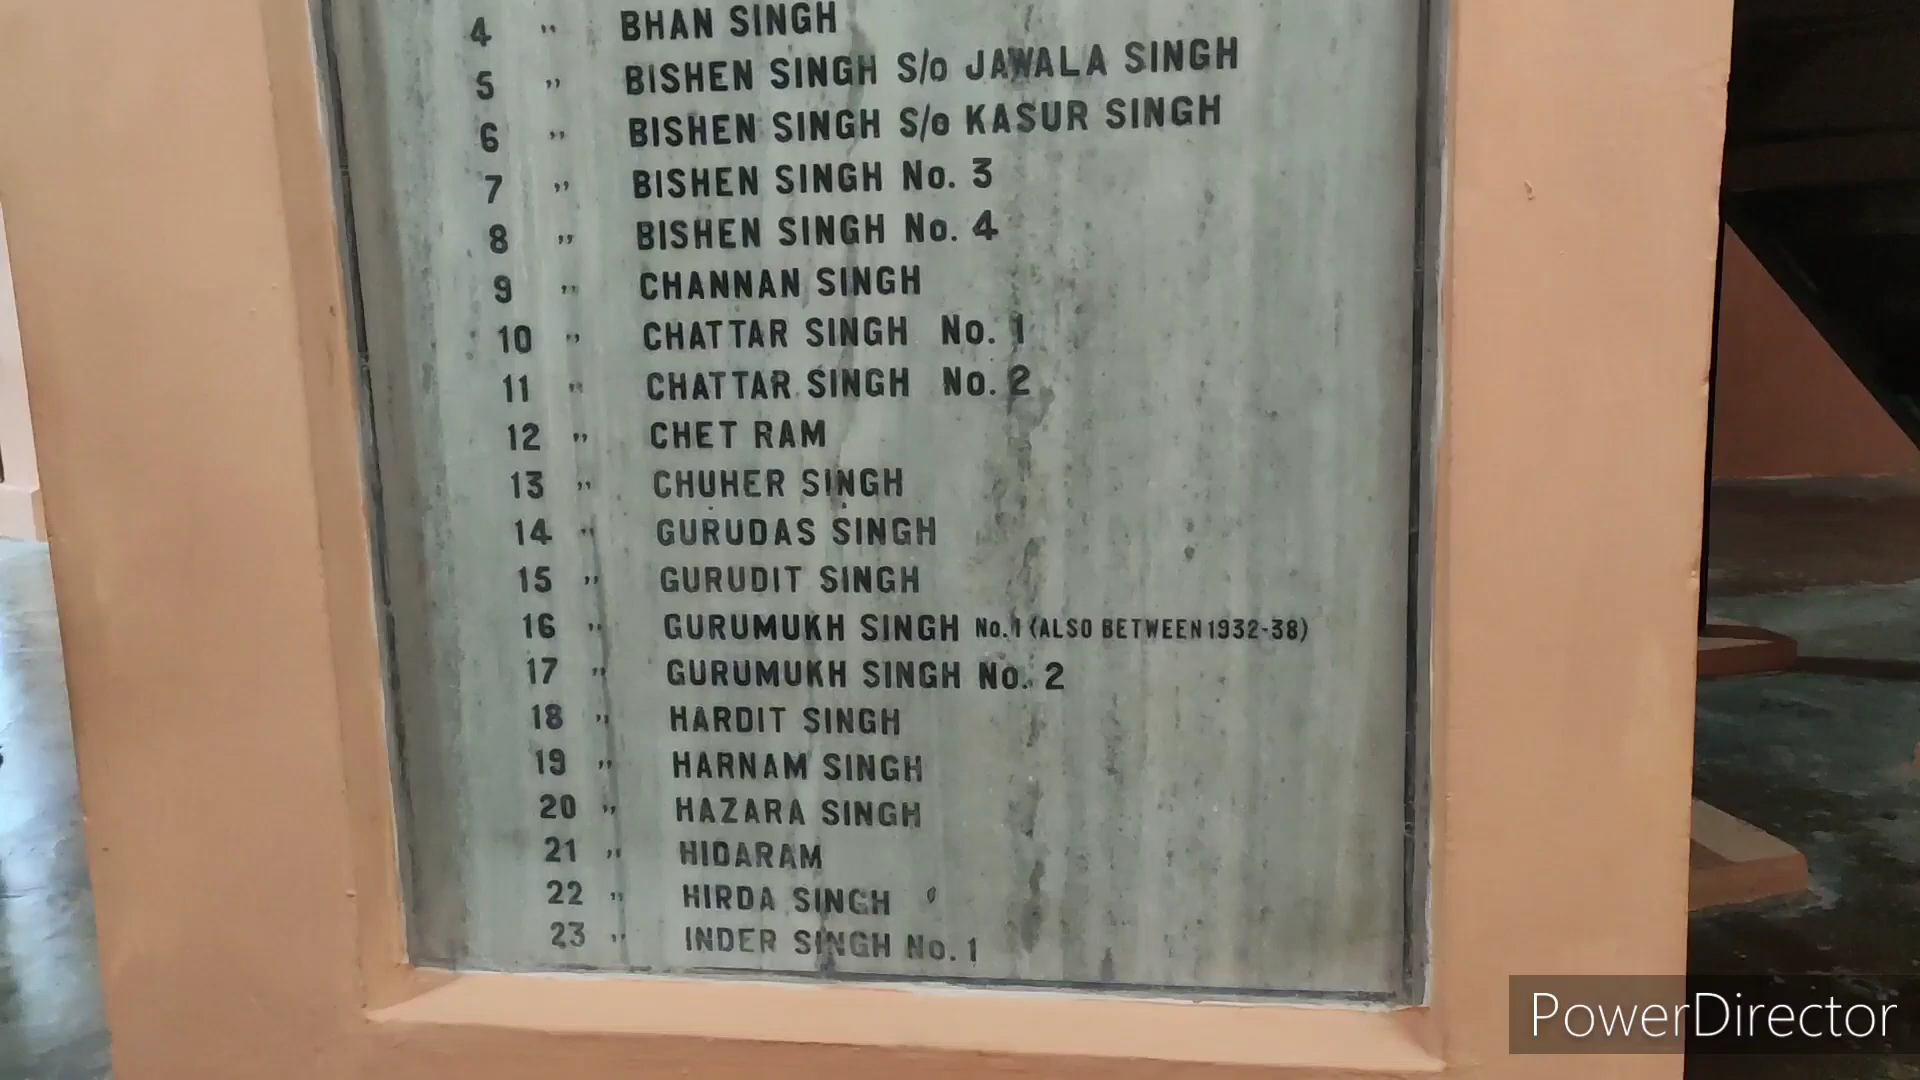 4 " BHAN SINGH
5 " BISHEN SINGH S/o JAWALA SINGH
6 " BISHEN SINGH S/o KASUR SINGH
7 " BISHEN SINGH No. 3
8 " BISHEN SINGH No. 4
9 " CHANNAN SINGH
10 " CHATTAR SINGH No. 1
11 " CHATTAR SINGH No. 2
12 " CHET RAM
13 " CHUHER SINGH
14 " GURUDAS SINGH
15 " GURUDIT SINGH
16 " GURUMUKH SINGH No. 1 (ALSO BETWEEN 1932-38)
17 " GURUMUKH SINGH No. 2
18 " HARDIT SINGH
19 " HARNAM SINGH
20 " HAZARA SINGH
21 " HIDARAM
22 " HIRDA SINGH
23 " INDER SINGH No. 1
PowerDirector